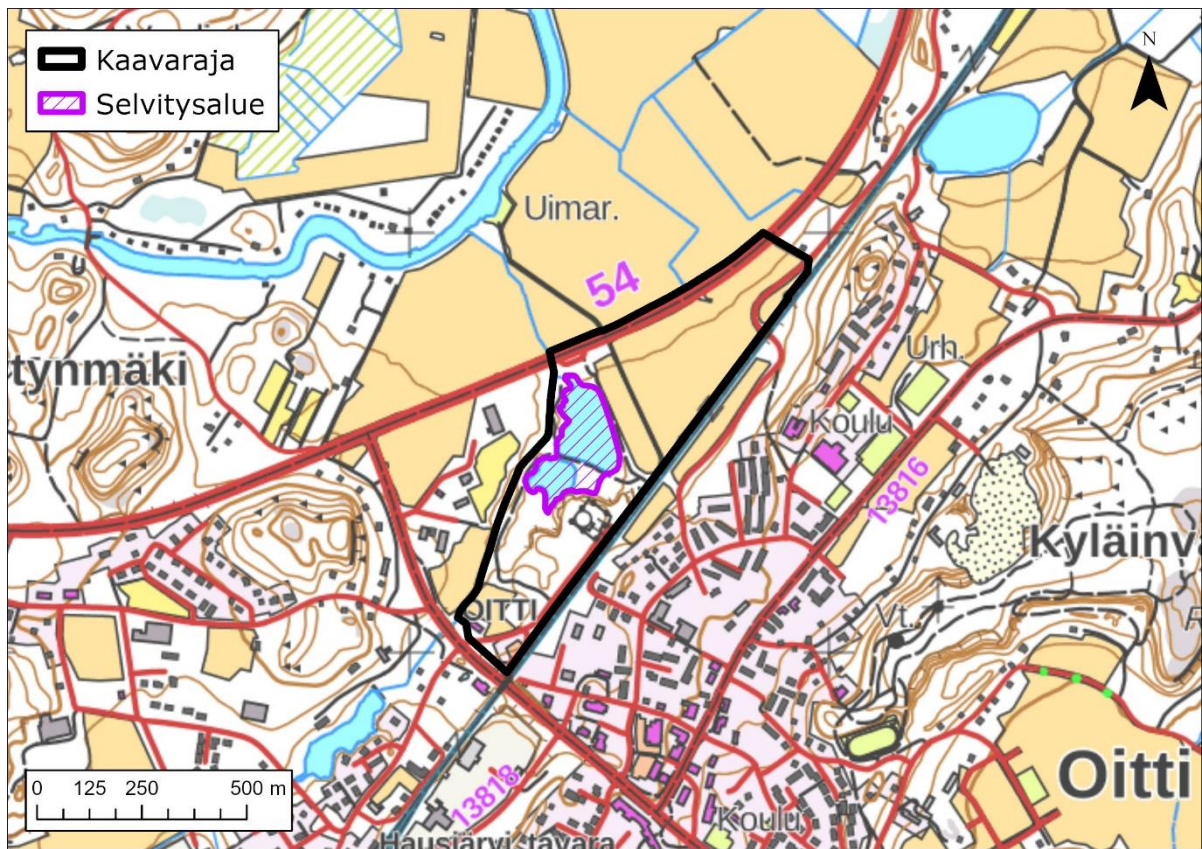 Kaavaraja
Selvitysalue
N
Uimar.
54
tynmäki
Urh.
Koulu
13816
Kyläinv
Vt.
OITTI
Oitti
13818
Koulu
Hausjärvi tavara
0 125 250 500 m